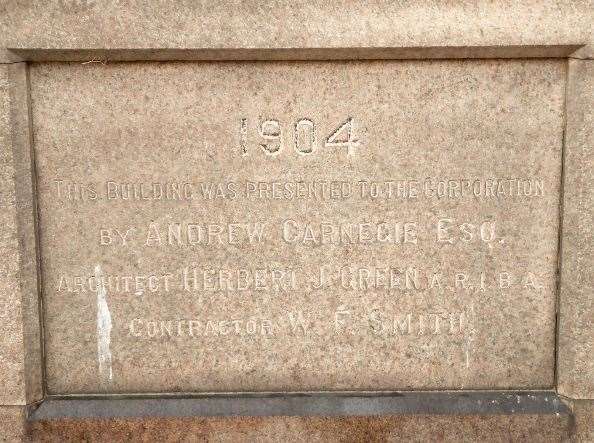 1904
THIS BUILDING WAS PRESENTED TO THE CORPORATION
BY ANDREW CARNEGIE ESQ.
ARCHITECT HERBERT J. GREEN. A.R.I.B.A.
CONTRACTOR W. F. SMITH.